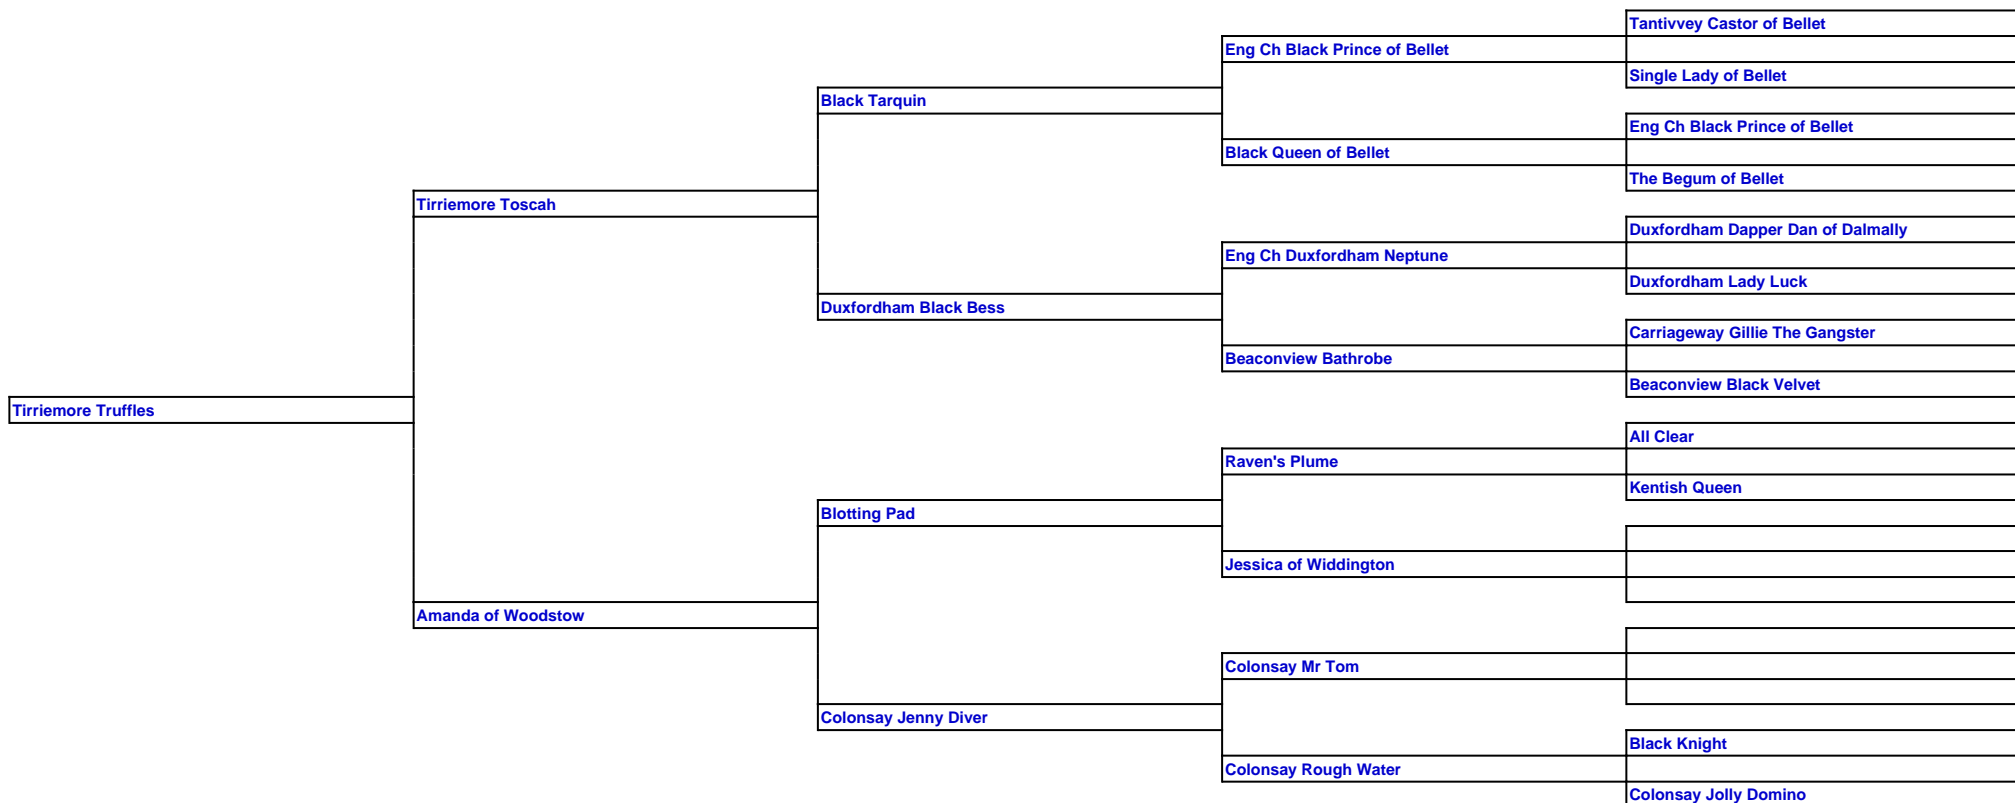 Tantivvey Castor of Bellet
Eng Ch Black Prince of Bellet
Single Lady of Bellet
Black Tarquin
Eng Ch Black Prince of Bellet
Black Queen of Bellet
The Begum of Bellet
Tirriemore Toscah
Duxfordham Dapper Dan of Dalmally
Eng Ch Duxfordham Neptune
Duxfordham Lady Luck
Duxfordham Black Bess
Carriageway Gillie The Gangster
Beaconview Bathrobe
Beaconview Black Velvet
Tirriemore Truffles
All Clear
Raven's Plume
Kentish Queen
Blotting Pad
Jessica of Widdington
Amanda of Woodstow
Colonsay Mr Tom
Colonsay Jenny Diver
Black Knight
Colonsay Rough Water
Colonsay Jolly Domino